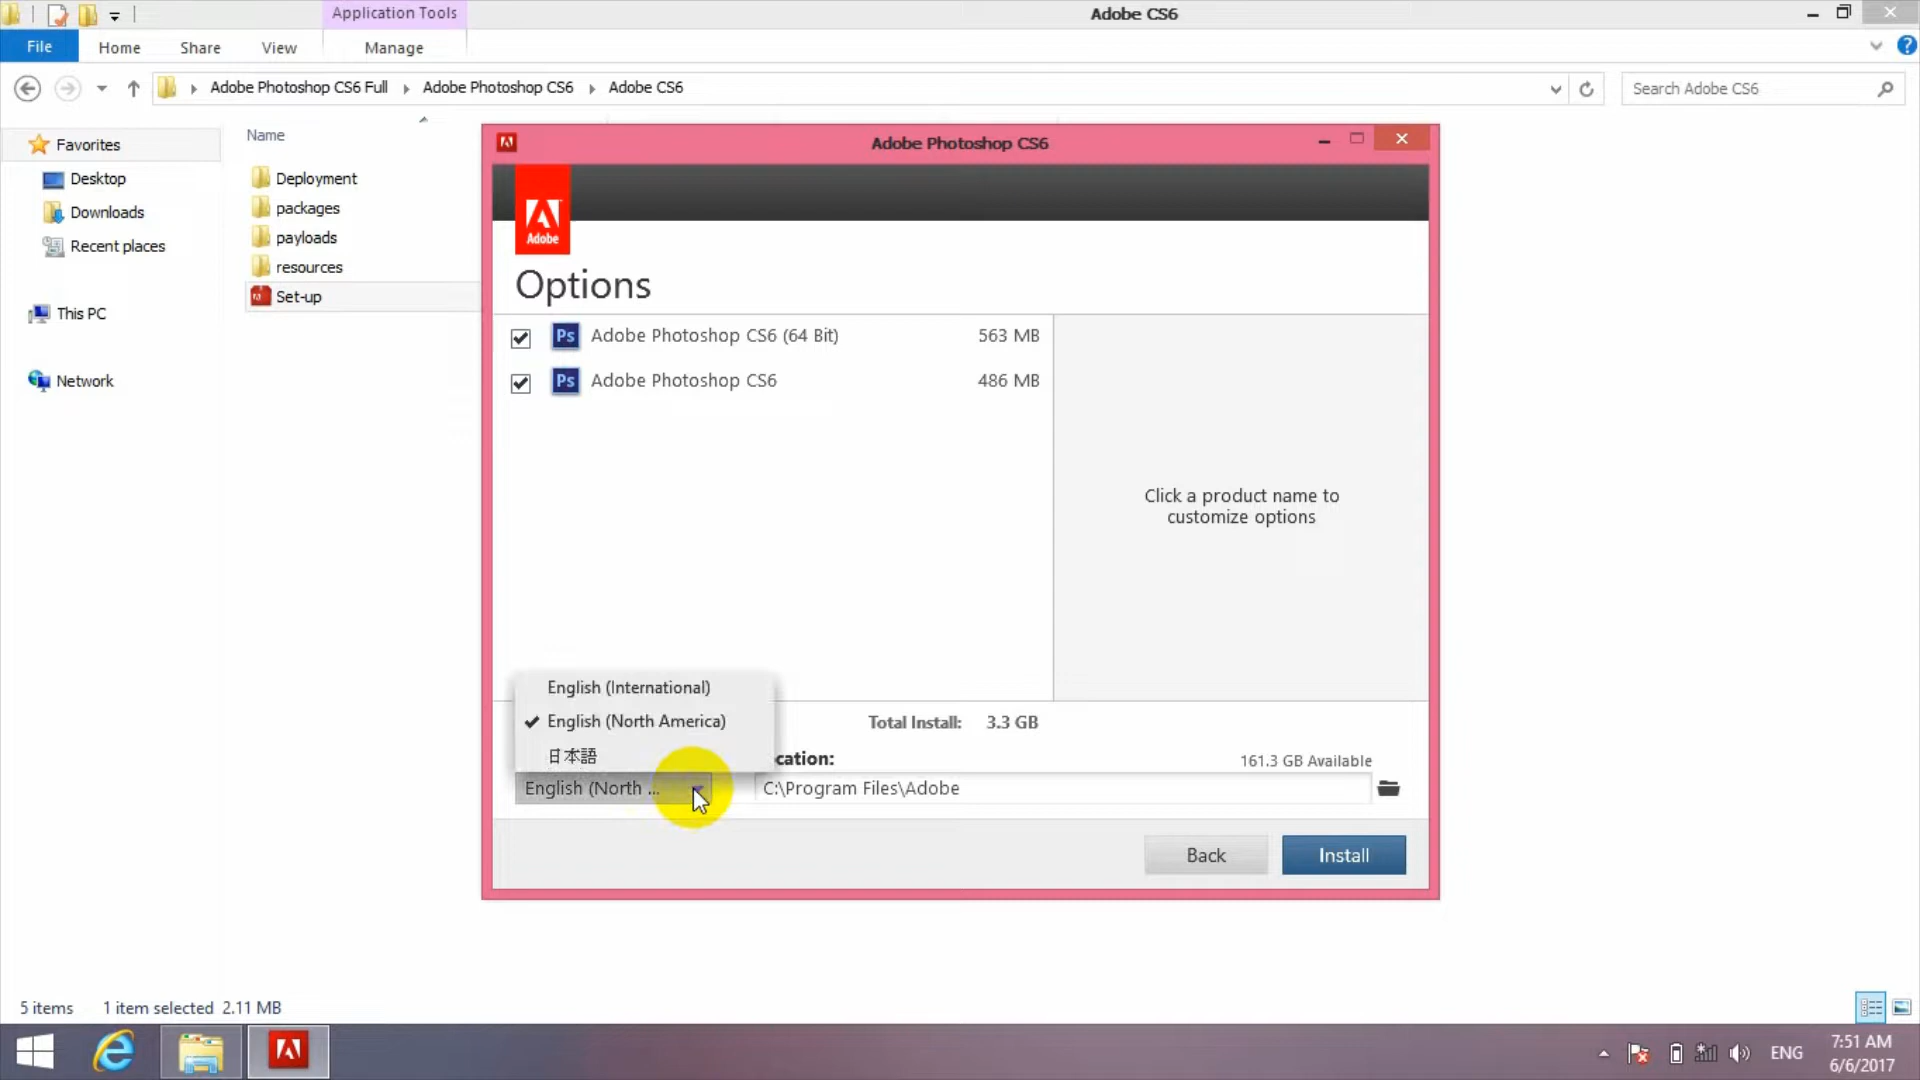 Application Tools
Adobe CS6
File
Home
Share
View
Manage
Adobe Photoshop CS6 Full
Adobe Photoshop CS6
Adobe CS6
Search Adobe CS6
Favorites
Desktop
Downloads
Recent places
This PC
Network
Name
Deployment
packages
payloads
resources
Set-up
Adobe Photoshop CS6
Adobe
Options
Ps Adobe Photoshop CS6 (64 Bit) 563 MB
Ps Adobe Photoshop CS6 486 MB
Click a product name to
customize options
English (International)
English (North America)
日本語
English (North ...
Total Install: 3.3 GB
cation:
161.3 GB Available
C:\Program Files\Adobe
Back
Install
5 items 1 item selected 2.11 MB
ENG
7:51 AM
6/6/2017